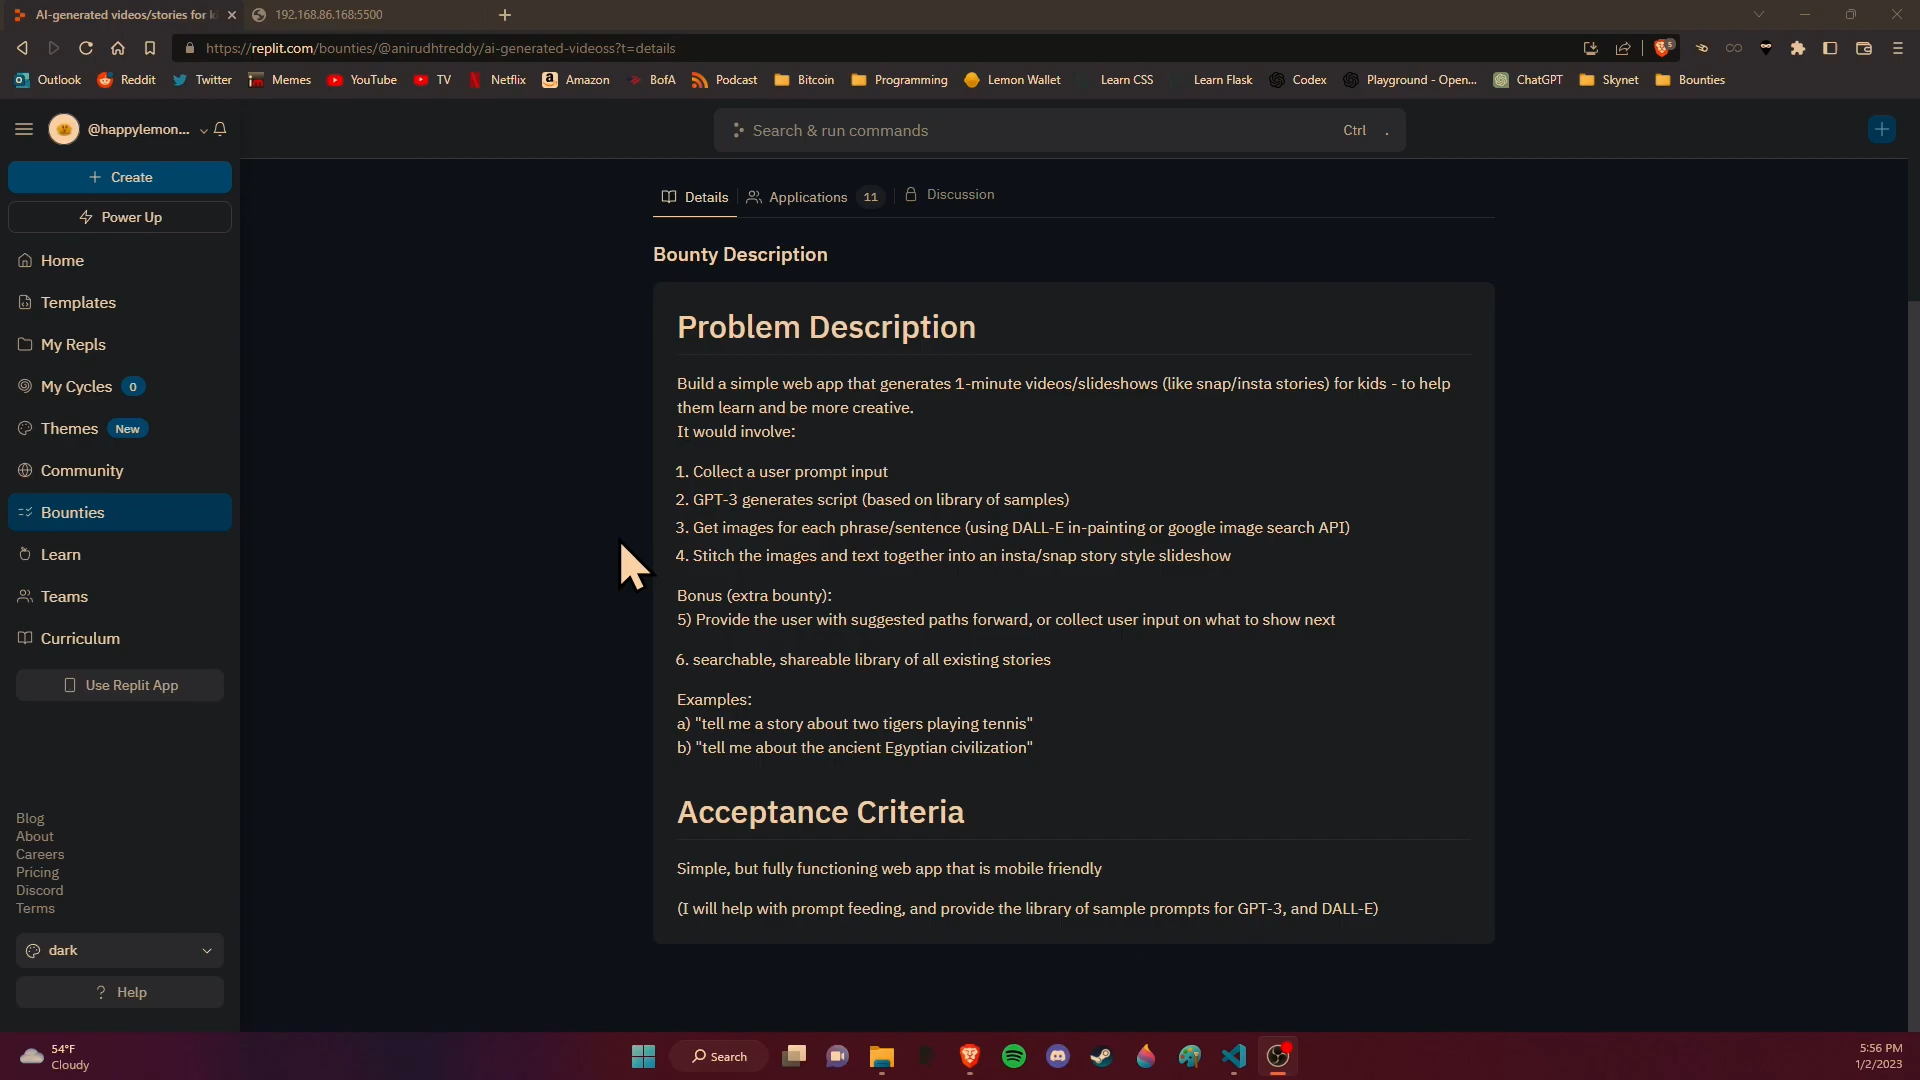 AI-generated videos/stories for ki
192.168.86.168:5500
https://replit.com/bounties/@anirudhtreddy/ai-generated-videoss?t=details
5
Outlook
Reddit
Twitter
Memes
YouTube
TV
Netflix
Amazon
BofA
Podcast
Bitcoin
Programming
Lemon Wallet
Learn CSS
Learn Flask
Codex
Playground - Open...
ChatGPT
Skynet
Bounties
@happylemon...
Search & run commands
Ctrl .
Create
Power Up
Home
Templates
My Repls
My Cycles 0
Themes New
Community
Bounties
Learn
Teams
Curriculum
Use Replit App
Blog
About
Careers
Pricing
Discord
Terms
dark
? Help
Details
Applications 11
Discussion
Bounty Description
Problem Description
Build a simple web app that generates 1-minute videos/slideshows (like snap/insta stories) for kids - to help
them learn and be more creative.
It would involve:
1. Collect a user prompt input
2. GPT-3 generates script (based on library of samples)
3. Get images for each phrase/sentence (using DALL-E in-painting or google image search API)
4. Stitch the images and text together into an insta/snap story style slideshow
Bonus (extra bounty):
5) Provide the user with suggested paths forward, or collect user input on what to show next
6. searchable, shareable library of all existing stories
Examples:
a) "tell me a story about two tigers playing tennis"
b) "tell me about the ancient Egyptian civilization"
Acceptance Criteria
Simple, but fully functioning web app that is mobile friendly
(I will help with prompt feeding, and provide the library of sample prompts for GPT-3, and DALL-E)
54°F
Cloudy
Search
5:56 PM
1/2/2023